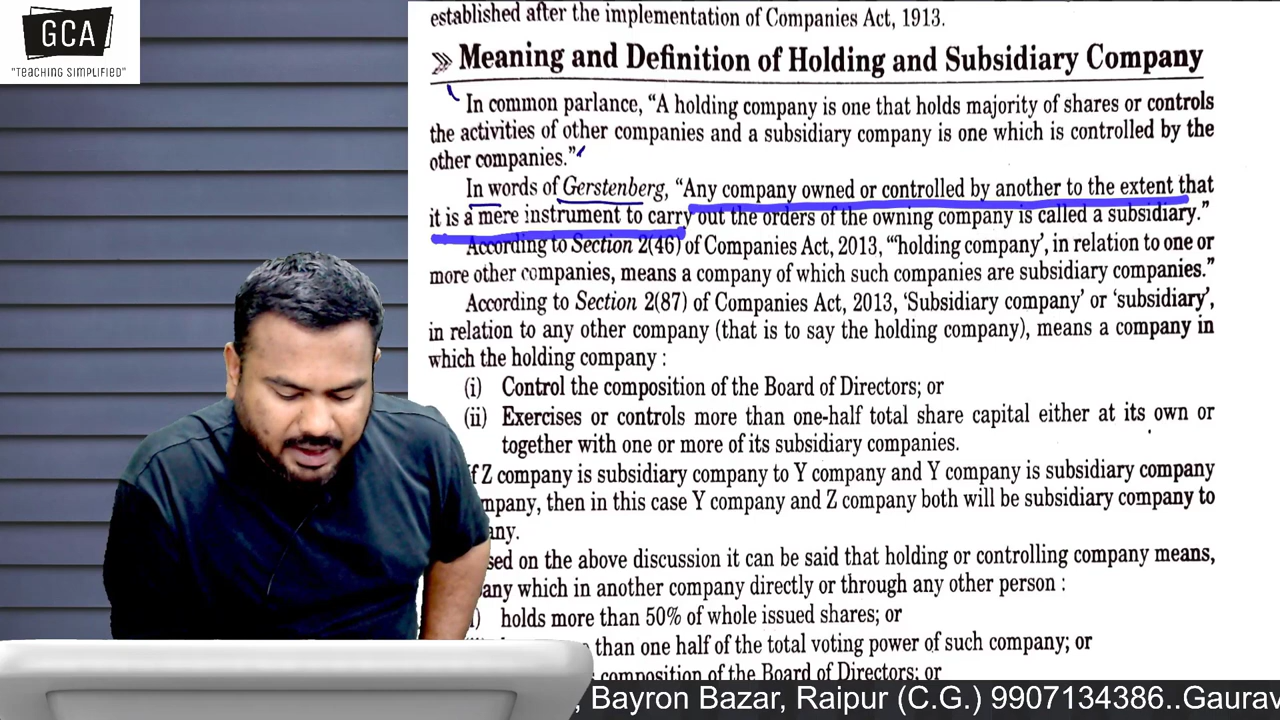 GCA
"TEACHING SIMPLIFIED"
established after the implementation of Companies Act, 1913.
Meaning and Definition of Holding and Subsidiary Company
In common parlance, “A holding company is one that holds majority of shares or controls
the activities of other companies and a subsidiary company is one which is controlled by the
other companies.”
In words of Gerstenberg, “Any company owned or controlled by another to the extent that
it is a mere instrument to carry out the orders of the owning company is called a subsidiary.”
According to Section 2(46) of Companies Act, 2013, “‘holding company’, in relation to one or
more other companies, means a company of which such companies are subsidiary companies.”
According to Section 2(87) of Companies Act, 2013, ‘Subsidiary company’ or ‘subsidiary’,
in relation to any other company (that is to say the holding company), means a company in
which the holding company :
(i) Control the composition of the Board of Directors; or
(ii) Exercises or controls more than one-half total share capital either at its own or
together with one or more of its subsidiary companies.
Z company is subsidiary company to Y company and Y company is subsidiary company
then in this case Y company and Z company both will be subsidiary company to
on the above discussion it can be said that holding or controlling company means,
which in another company directly or through any other person :
holds more than 50% of whole issued shares; or
than one half of the total voting power of such company; or
composition of the Board of Directors; or
, Bayron Bazar, Raipur (C.G.) 9907134386..Gaurav